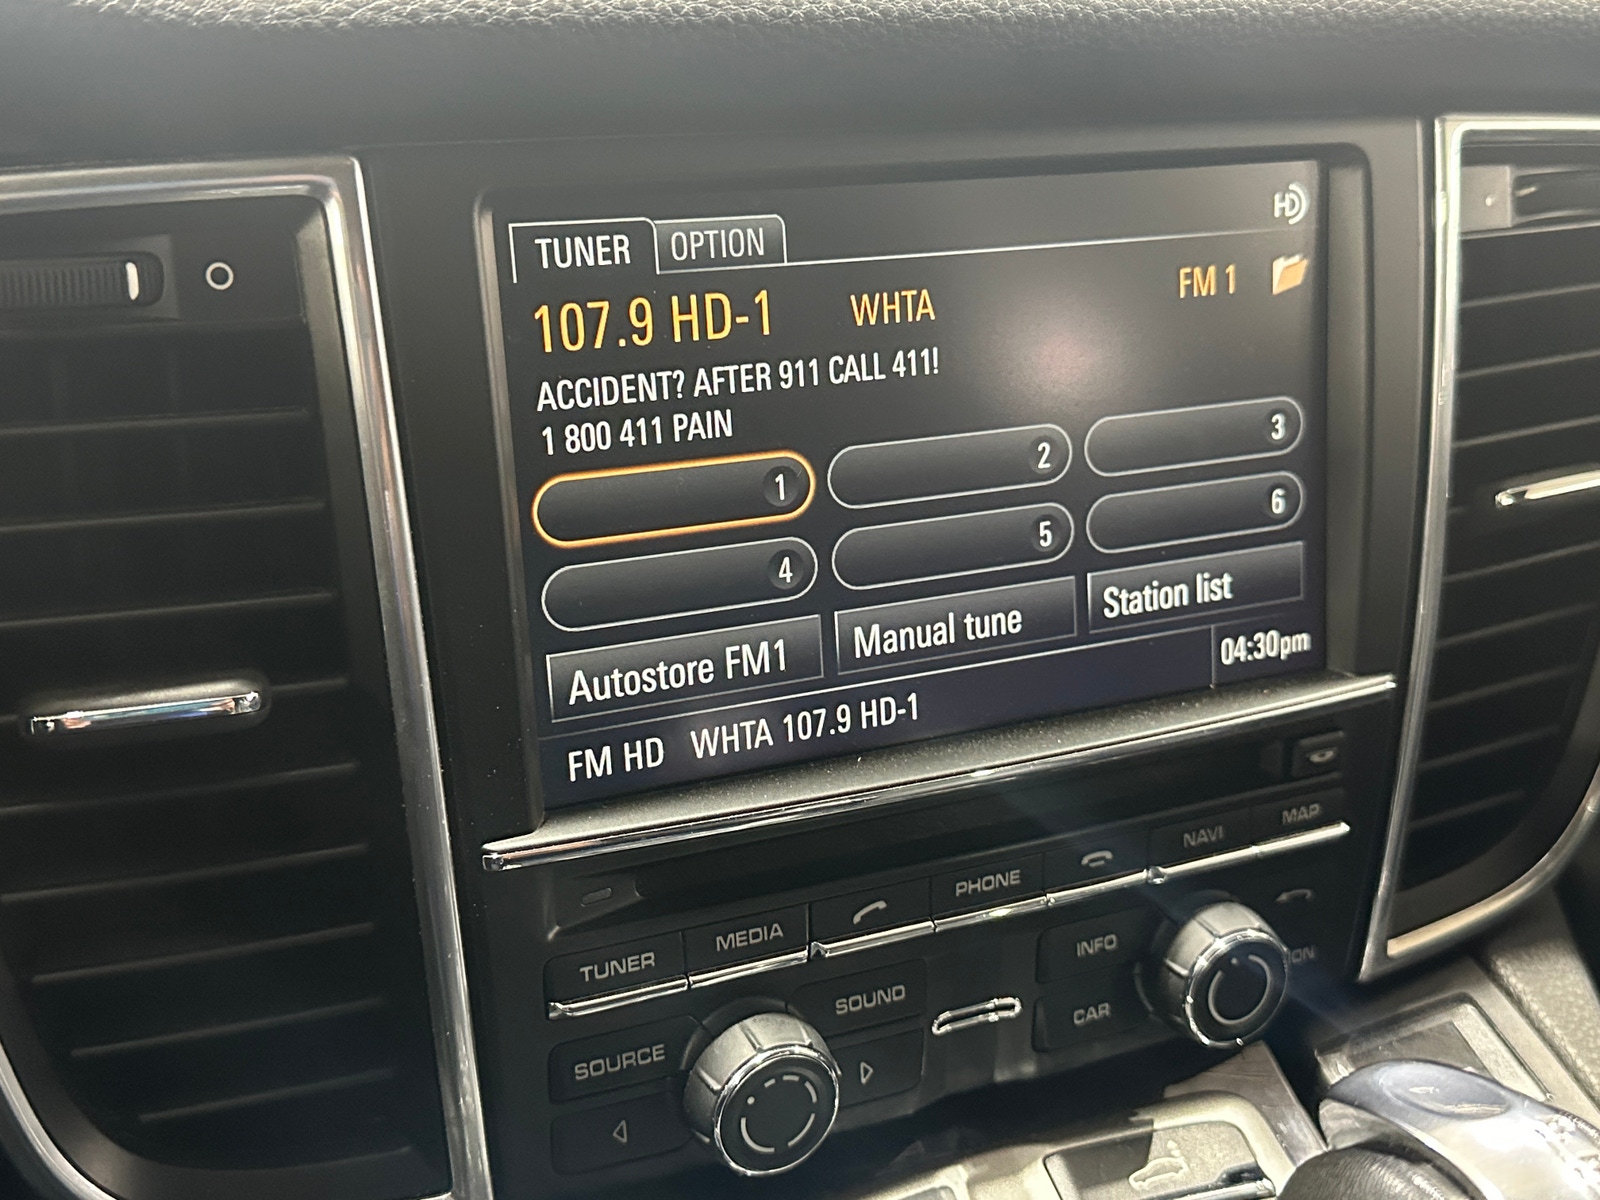 HD
TUNER OPTION
107.9 HD-1 WHTA FM 1
ACCIDENT? AFTER 911 CALL 411!
1 800 411 PAIN
1 2 3
4 5 6
Autostore FM1 Manual tune Station list
FM HD WHTA 107.9 HD-1 04:30pm
TUNER MEDIA PHONE NAVI MAP
SOURCE SOUND INFO
CAR